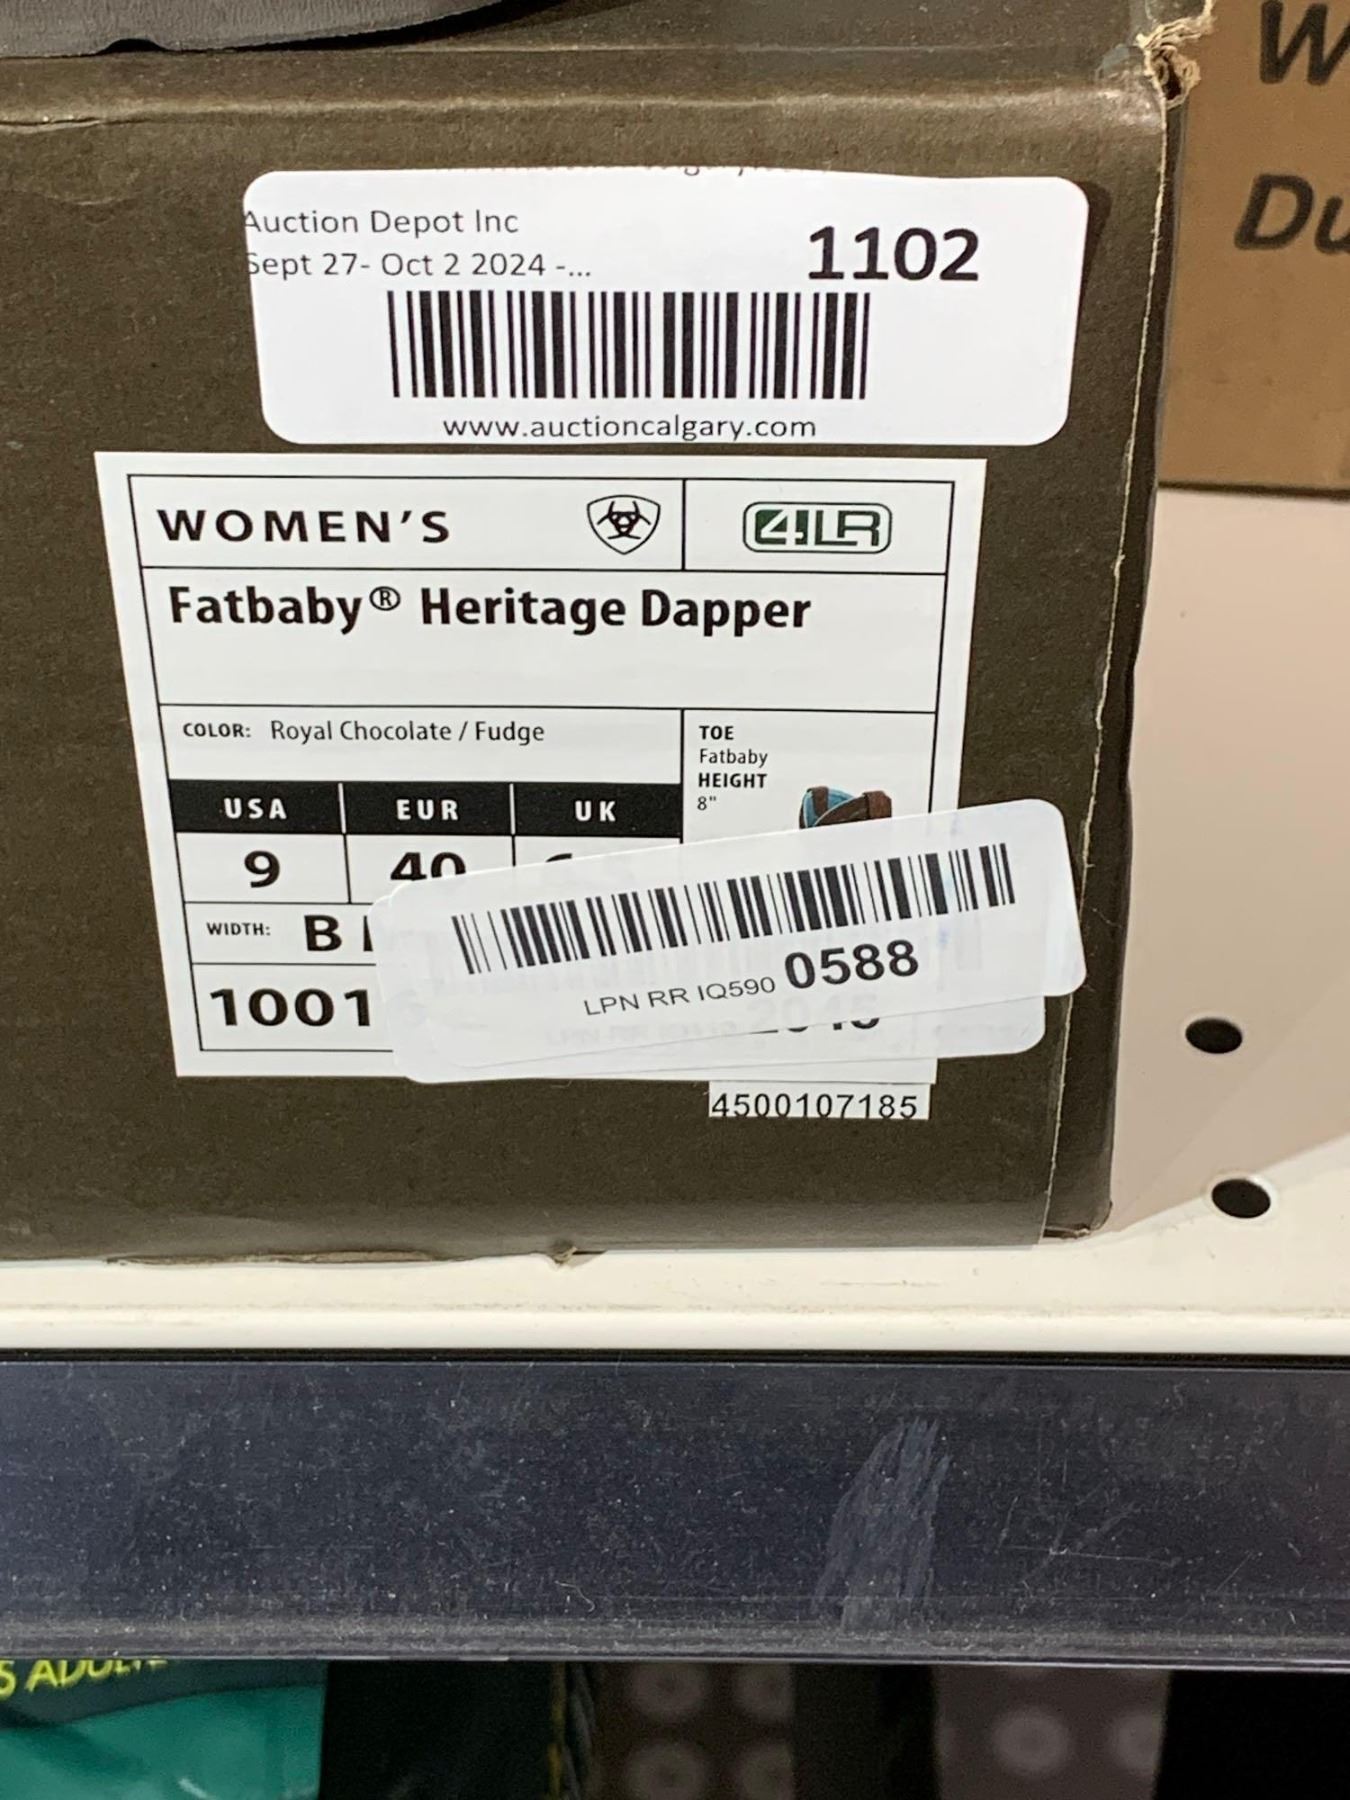 Auction Depot Inc
Sept 27- Oct 2 2024 -...
1102
www.auctioncalgary.com
WOMEN'S
4LR
Fatbaby® Heritage Dapper
COLOR: Royal Chocolate / Fudge
TOE
Fatbaby
HEIGHT
8"
USA EUR UK
9 40
WIDTH: B
1001
LPN RR IQ590 0588
4500107185
W
Du